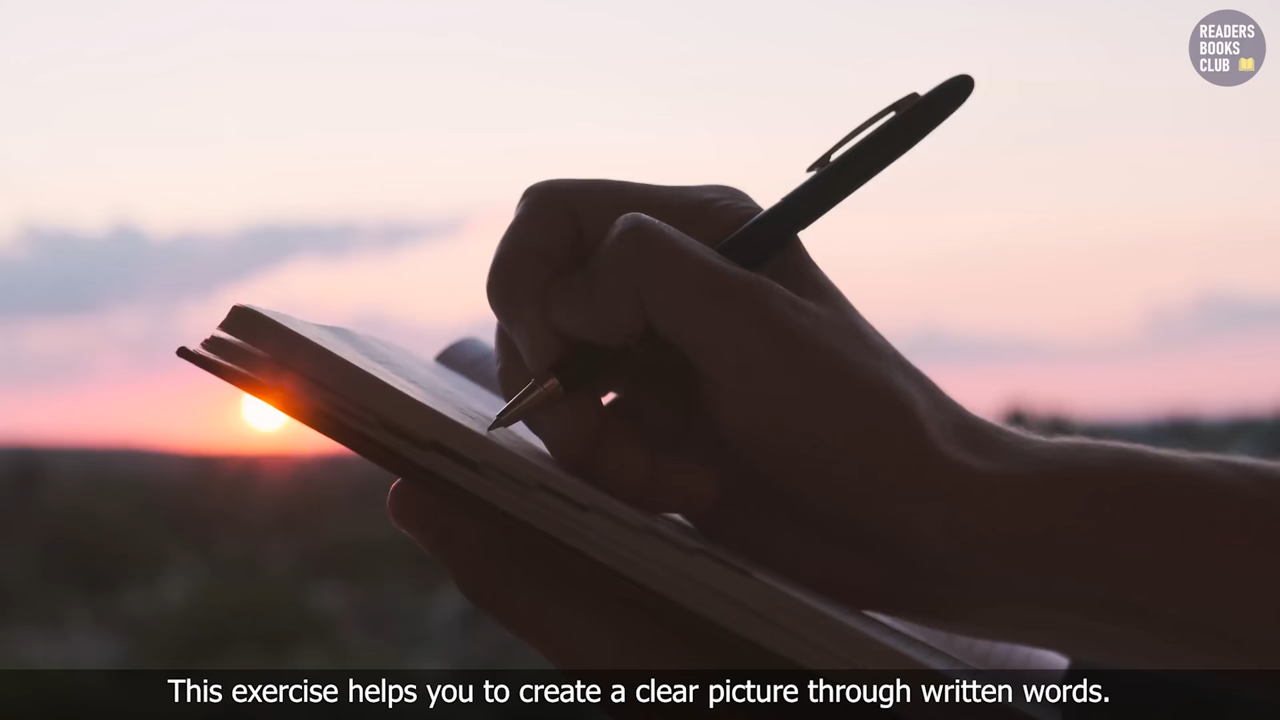 READERS
BOOKS
CLUB
This exercise helps you to create a clear picture through written words.